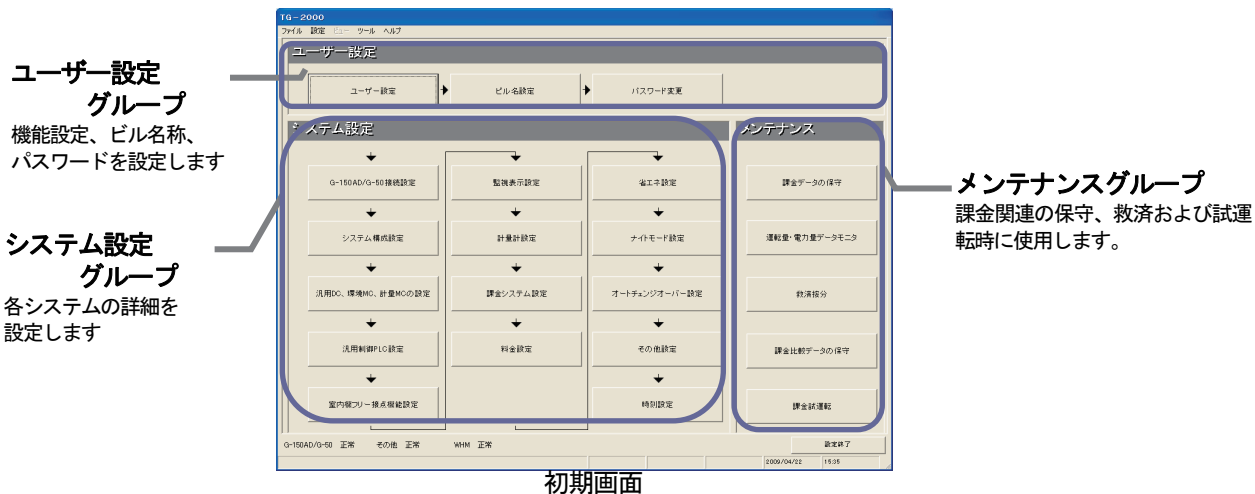 TG-2000
ファイル 設定 ビュー ツール ヘルプ
ユーザー設定
ユーザー設定
ビル名設定
パスワード変更
ユーザー設定
グループ
機能設定、ビル名称、
パスワードを設定します
システム設定
グループ
各システムの詳細を
設定します
システム設定
G-150AD/G-50接続設定
システム構成設定
汎用DC、環境MC、計量MCの設定
汎用制御PLC設定
室内機フリー接点機能設定
監視表示設定
計量計設定
課金システム設定
料金設定
省エネ設定
ナイトモード設定
オートチェンジオーバー設定
その他設定
時刻設定
メンテナンス
課金データの保守
運転量・電力量データモニタ
救済按分
課金比較データの保守
課金試運転
メンテナンスグループ
課金関連の保守、救済および試運
転時に使用します。
G-150AD/G-50 正常 その他 正常 WHM 正常
設定終了
2009/04/22 15:35
初期画面